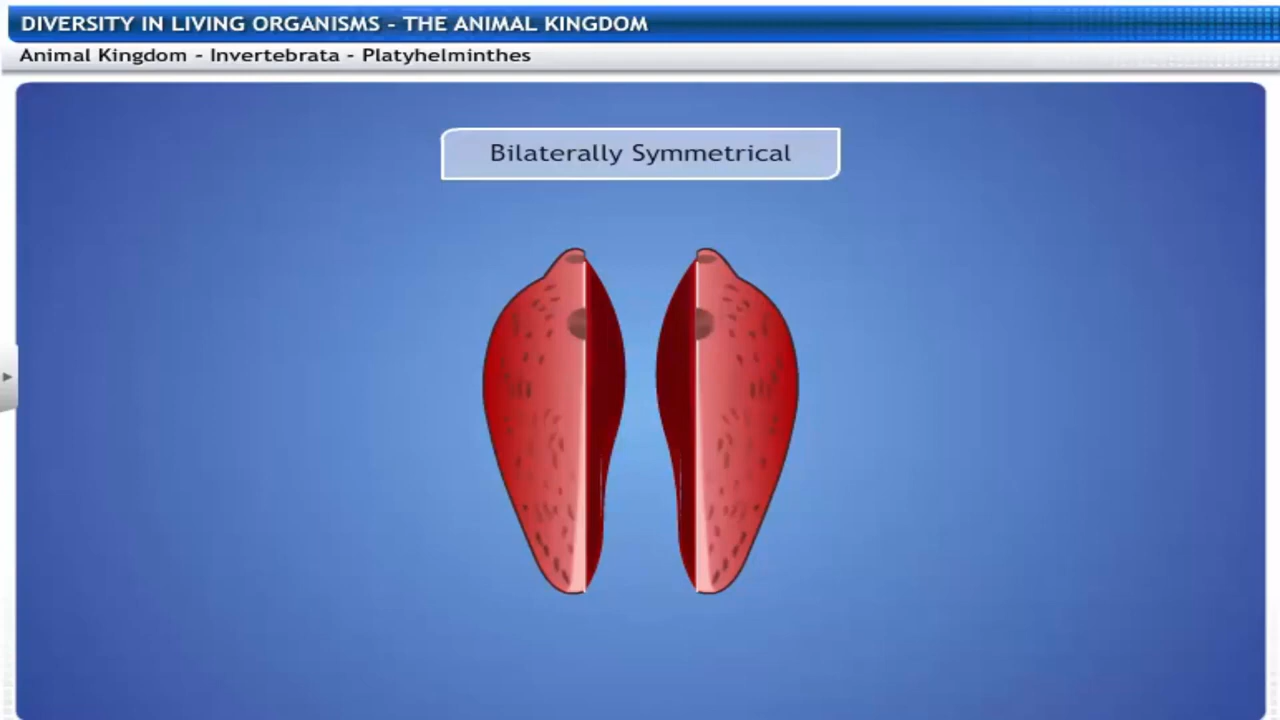 DIVERSITY IN LIVING ORGANISMS - THE ANIMAL KINGDOM
Animal Kingdom - Invertebrata - Platyhelminthes
Bilaterally Symmetrical